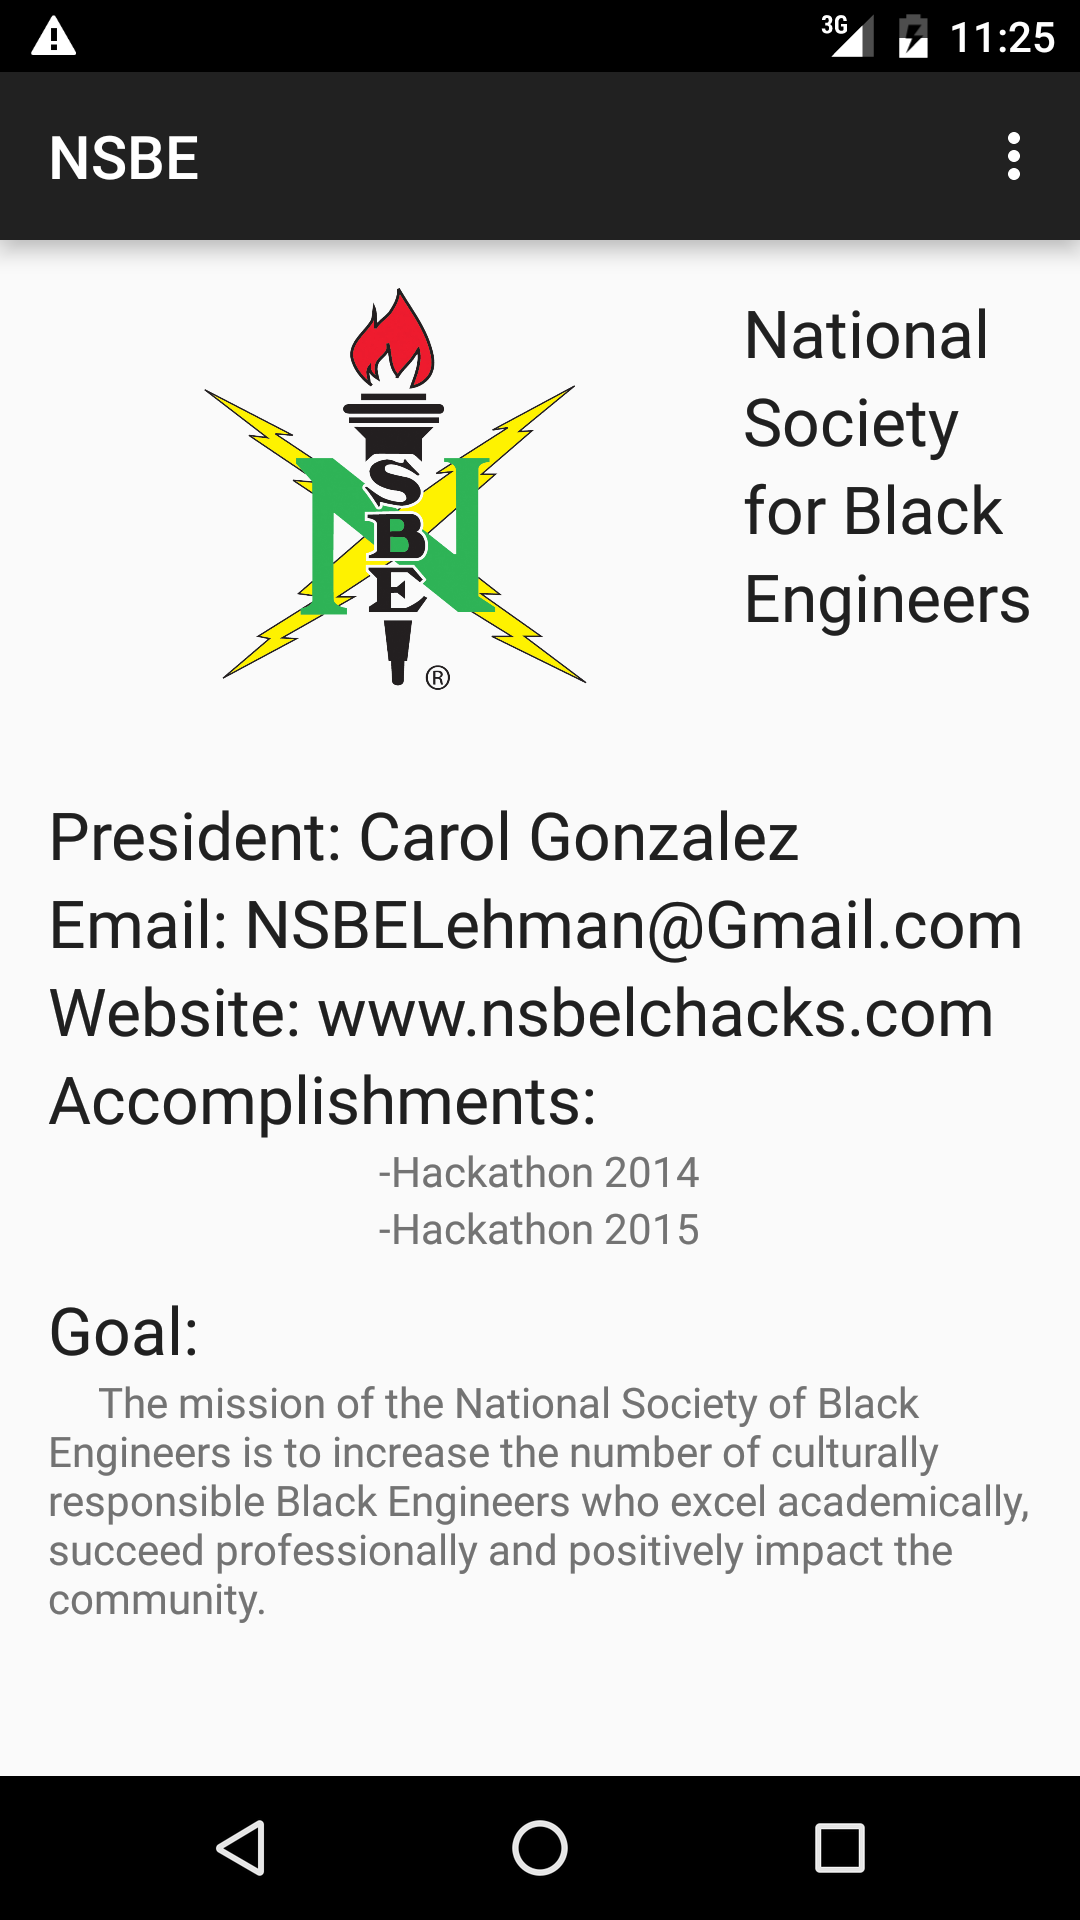 3G 11:25
NSBE
National
Society
for Black
Engineers
N
S
B
E
®
President: Carol Gonzalez
Email: NSBELehman@Gmail.com
Website: www.nsbelchacks.com
Accomplishments:
-Hackathon 2014
-Hackathon 2015
Goal:
The mission of the National Society of Black
Engineers is to increase the number of culturally
responsible Black Engineers who excel academically,
succeed professionally and positively impact the
community.